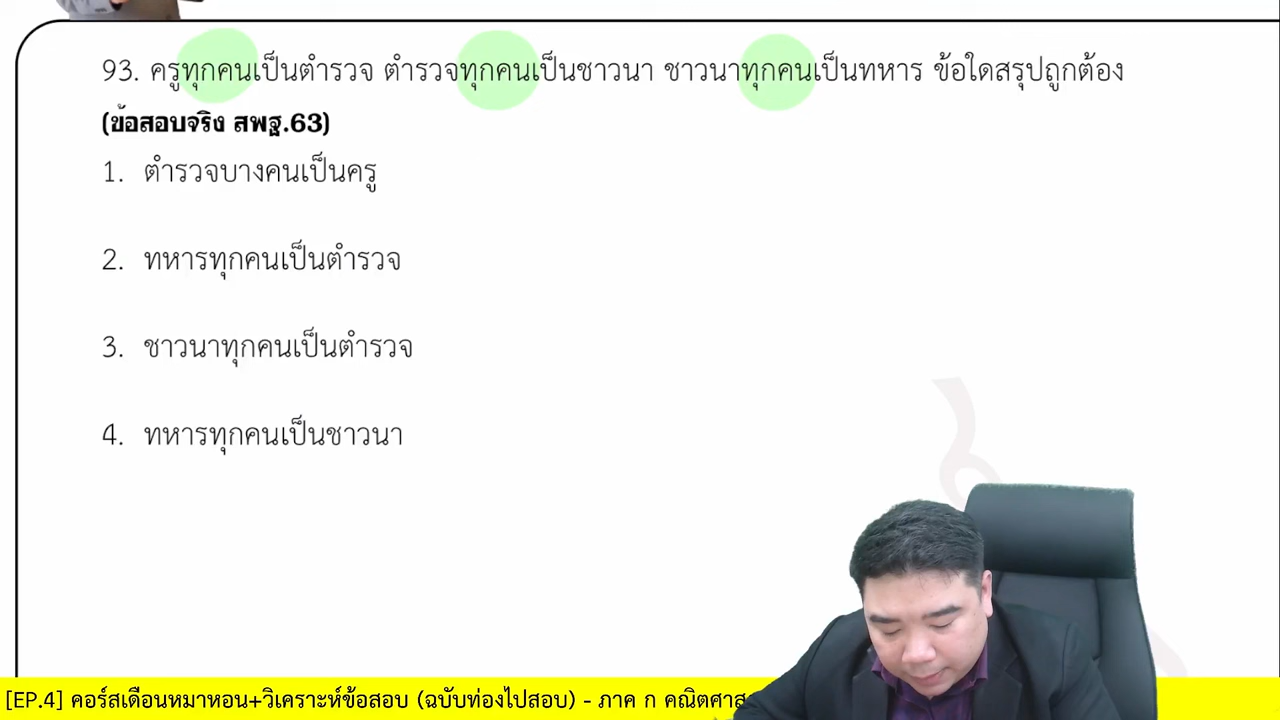 93. ครูทุกคนเป็นตำรวจ ตำรวจทุกคนเป็นชาวนา ชาวนาทุกคนเป็นทหาร ข้อใดสรุปถูกต้อง
(ข้อสอบจริง สพฐ.63)
1. ตำรวจบางคนเป็นครู
2. ทหารทุกคนเป็นตำรวจ
3. ชาวนาทุกคนเป็นตำรวจ
4. ทหารทุกคนเป็นชาวนา
[EP.4] คอร์สเดือนหมาหอน+วิเคราะห์ข้อสอบ (ฉบับท่องไปสอบ) - ภาค ก